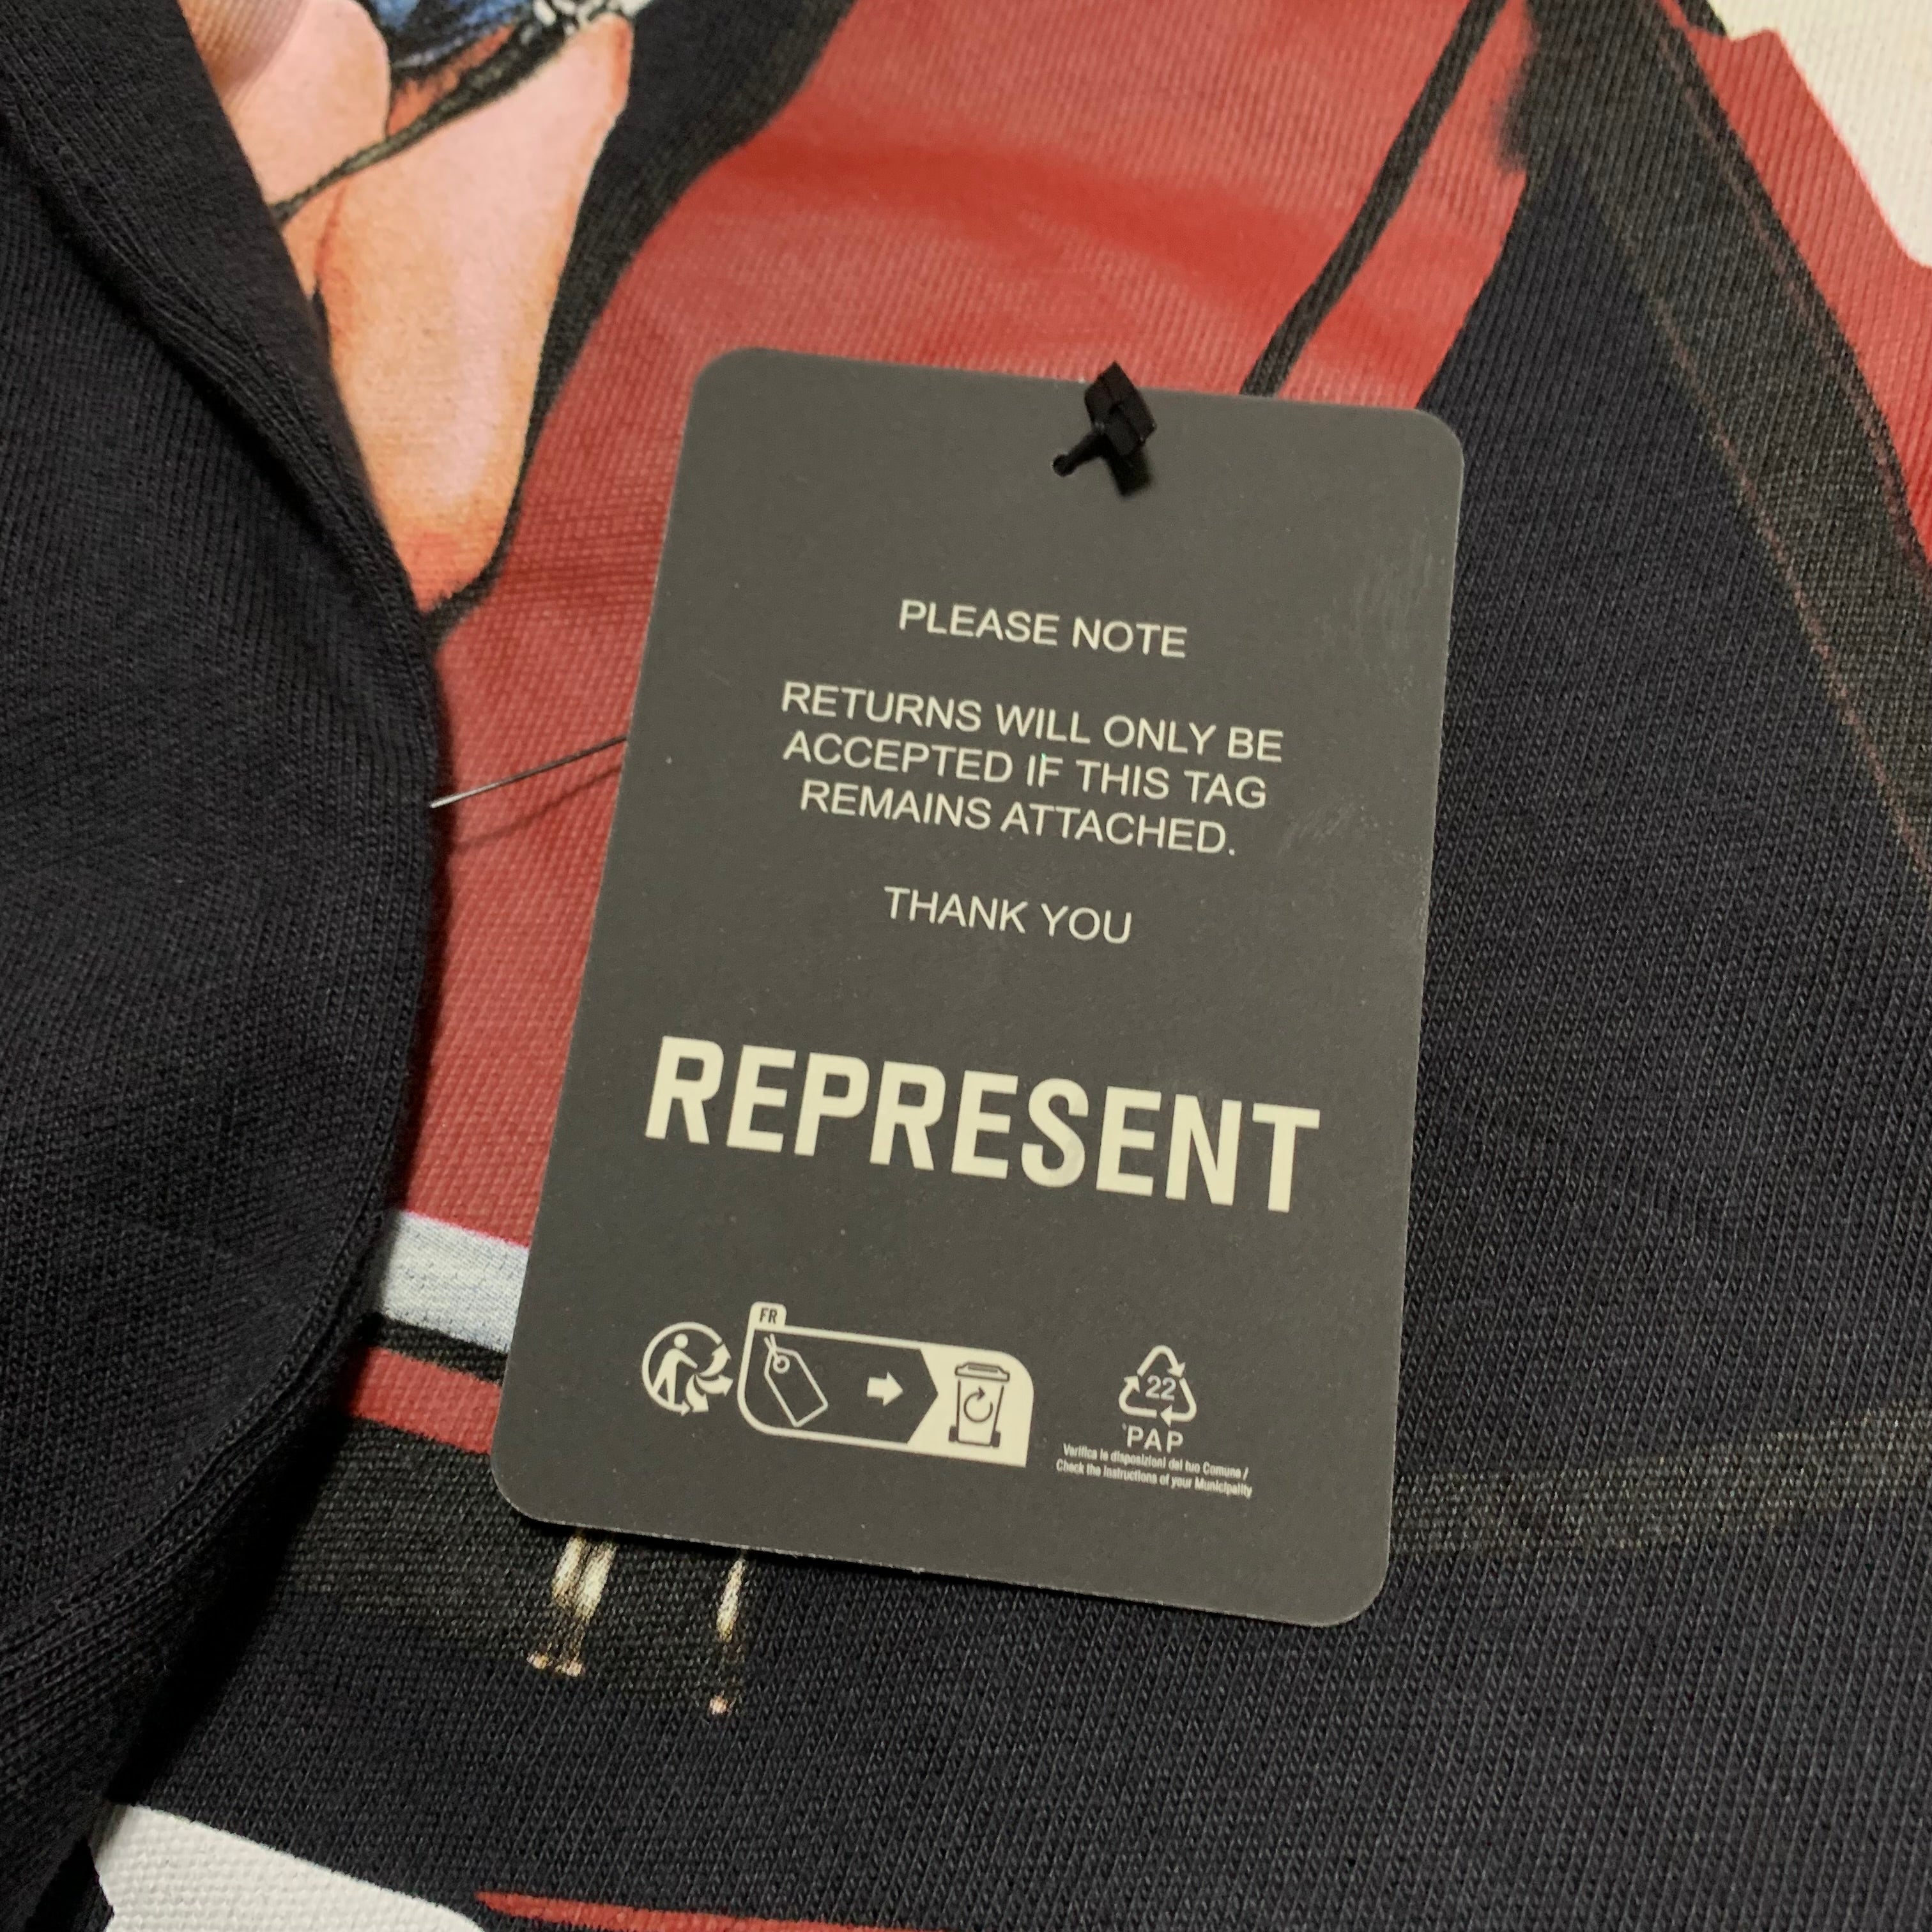 PLEASE NOTE
RETURNS WILL ONLY BE
ACCEPTED IF THIS TAG
REMAINS ATTACHED.
THANK YOU
REPRESENT
FR
22
PAP
Verifica le disposizioni del tuo Comune /
Check the Instructions of your Municipality